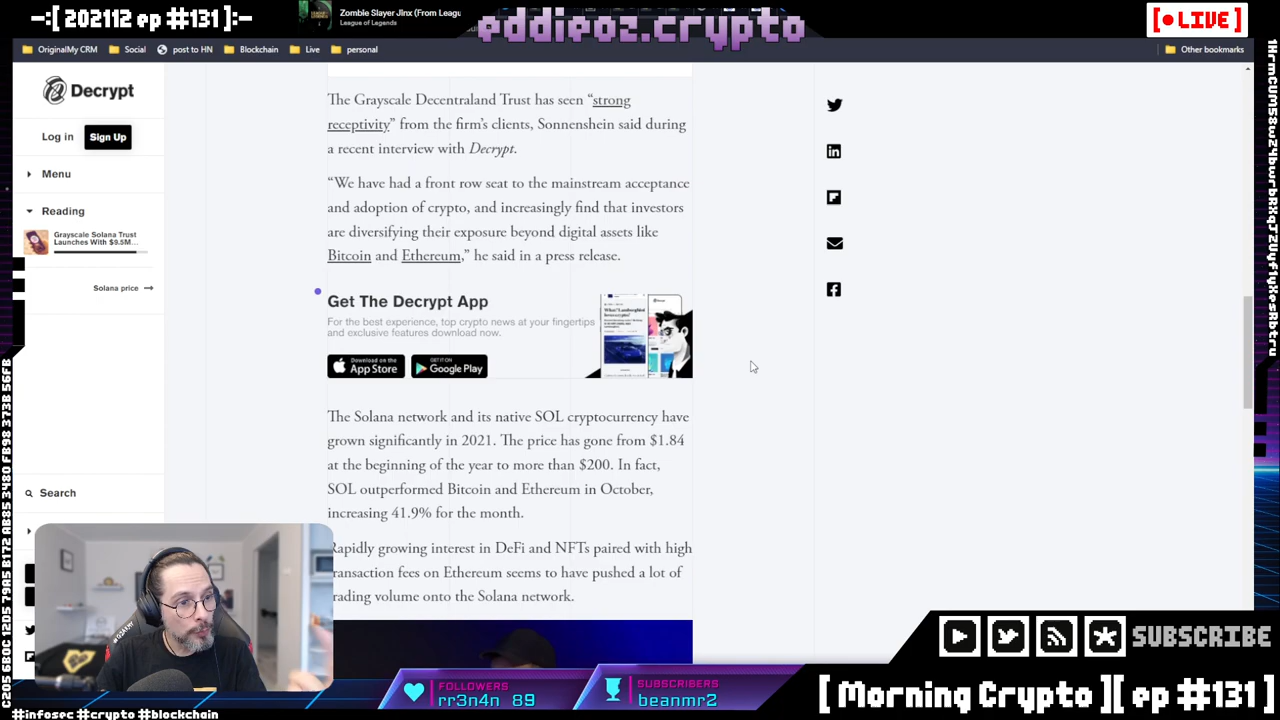 -:[ 202112 ep #131 ]:-
Zombie Slayer Jinx (From Leagu
League of Legends
eddieoz.crypto
[ LIVE ]
OriginalMy CRM
Social
post to HN
Blockchain
Live
personal
Other bookmarks
Decrypt
Log in
Sign Up
Menu
Reading
Grayscale Solana Trust
Launches With $9.5M...
Solana price
Search
The Grayscale Decentraland Trust has seen “strong
receptivity” from the firm’s clients, Sonnenshein said during
a recent interview with Decrypt.
“We have had a front row seat to the mainstream acceptance
and adoption of crypto, and increasingly find that investors
are diversifying their exposure beyond digital assets like
Bitcoin and Ethereum,” he said in a press release.
Get The Decrypt App
For the best experience, top crypto news at your fingertips
and exclusive features download now.
Download on the
App Store
GET IT ON
Google Play
The Solana network and its native SOL cryptocurrency have
grown significantly in 2021. The price has gone from $1.84
at the beginning of the year to more than $200. In fact,
SOL outperformed Bitcoin and Ethereum in October,
increasing 41.9% for the month.
Rapidly growing interest in DeFi and NFTs paired with high
transaction fees on Ethereum seems to have pushed a lot of
trading volume onto the Solana network.
SUBSCRIBE
FOLLOWERS
rr3n4n 89
SUBSCRIBERS
beanmr2
[ Morning Crypto ][ ep #131 ]
#infosec #crypto #blockchain